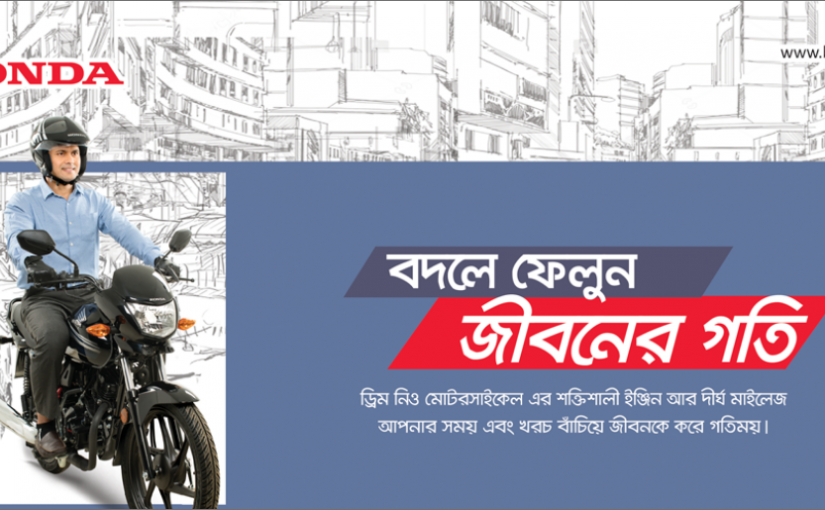 ONDA
www.
বদলে ফেলুন
জীবনের গতি
ড্রিম নিও মোটরসাইকেল এর শক্তিশালী ইঞ্জিন আর দীর্ঘ মাইলেজ
আপনার সময় এবং খরচ বাঁচিয়ে জীবনকে করে গতিময়।